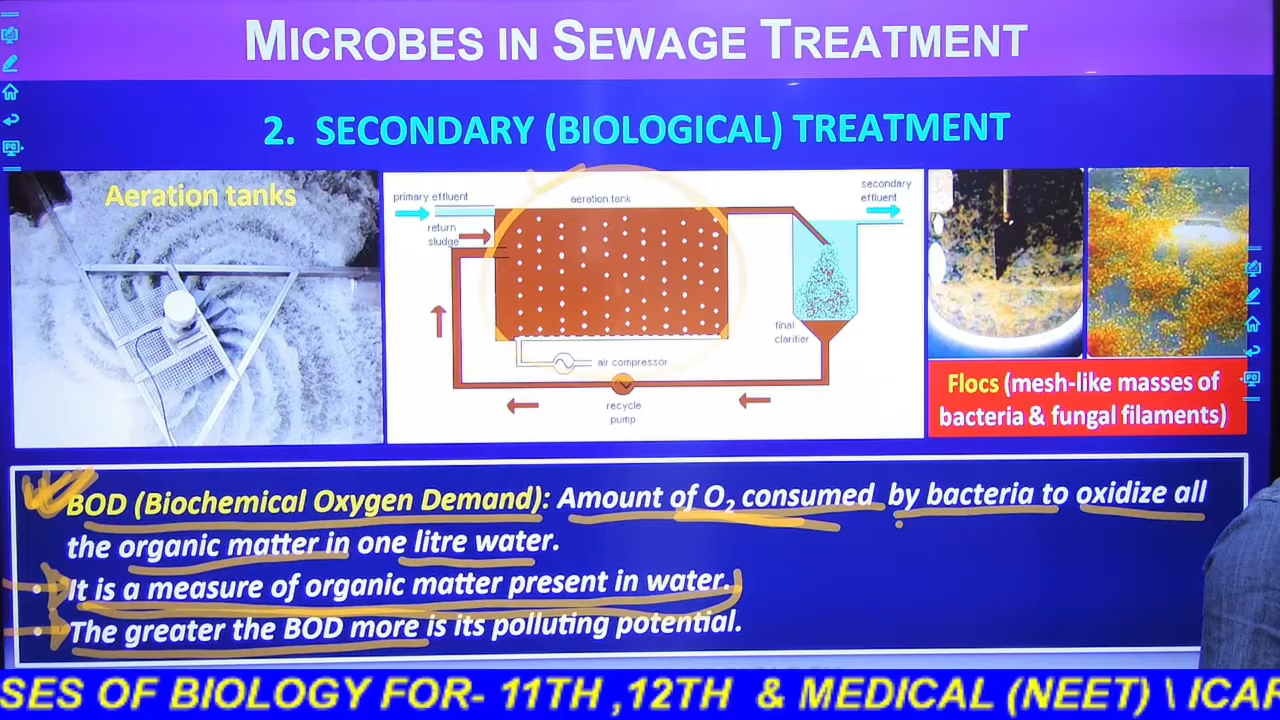 MICROBES IN SEWAGE TREATMENT
2. SECONDARY (BIOLOGICAL) TREATMENT
Aeration tanks
primary effluent
aeration tank
secondary
effluent
return
sludge
final
clarifier
air compressor
recycle
pump
Flocs (mesh-like masses of
bacteria & fungal filaments)
BOD (Biochemical Oxygen Demand): Amount of O₂ consumed by bacteria to oxidize all
the organic matter in one litre water.
• It is a measure of organic matter present in water.
• The greater the BOD more is its polluting potential.
SES OF BIOLOGY FOR- 11TH ,12TH & MEDICAL (NEET) \ ICAR